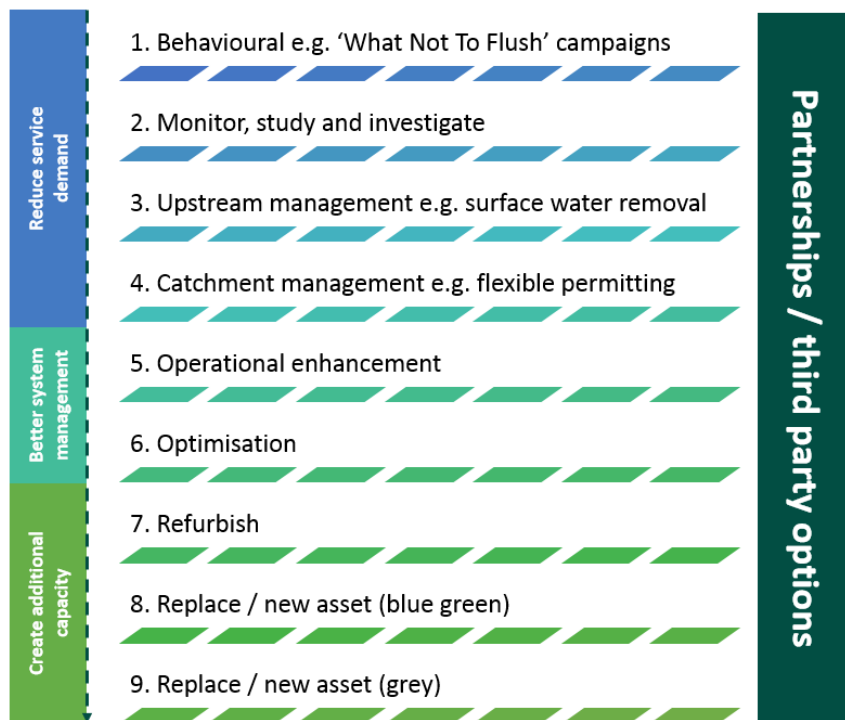 Reduce service
demand
Better system
management
Create additional
capacity
1. Behavioural e.g. ‘What Not To Flush’ campaigns
2. Monitor, study and investigate
3. Upstream management e.g. surface water removal
4. Catchment management e.g. flexible permitting
5. Operational enhancement
6. Optimisation
7. Refurbish
8. Replace / new asset (blue green)
9. Replace / new asset (grey)
Partnerships / third party options